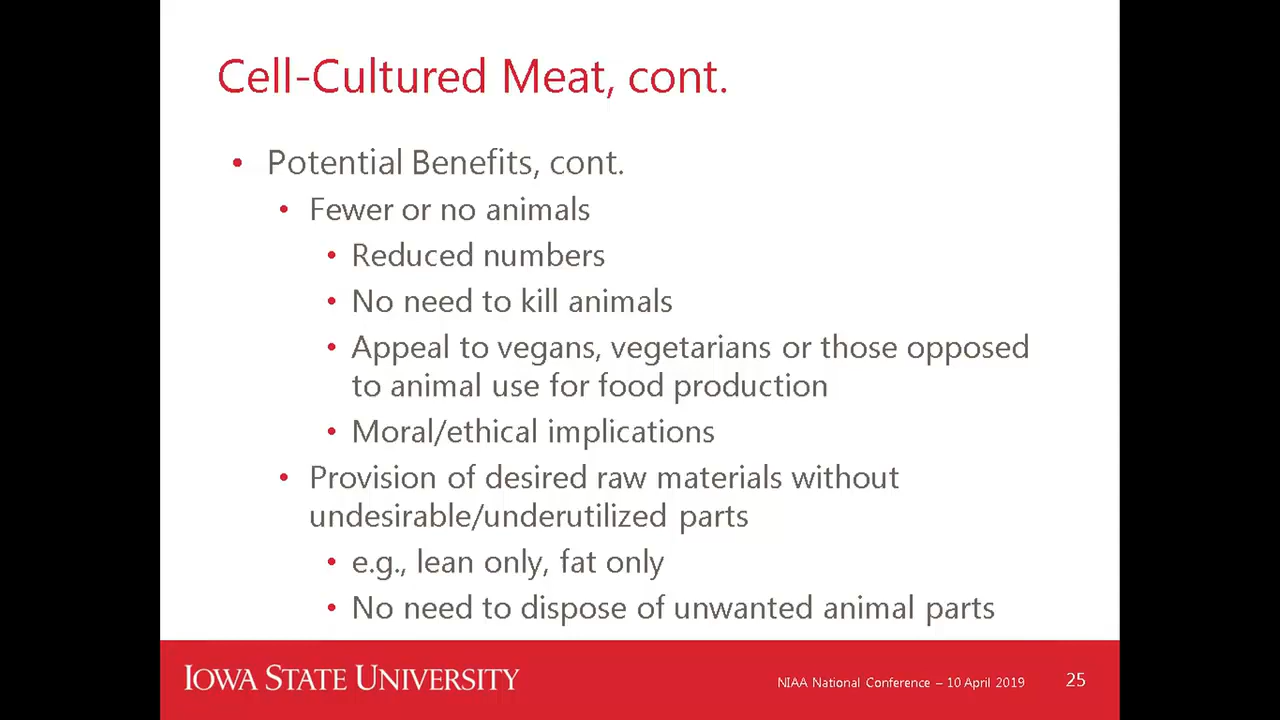 Cell-Cultured Meat, cont.
• Potential Benefits, cont.
• Fewer or no animals
• Reduced numbers
• No need to kill animals
• Appeal to vegans, vegetarians or those opposed
to animal use for food production
• Moral/ethical implications
• Provision of desired raw materials without
undesirable/underutilized parts
• e.g., lean only, fat only
• No need to dispose of unwanted animal parts
IOWA STATE UNIVERSITY
NIAA National Conference – 10 April 2019
25